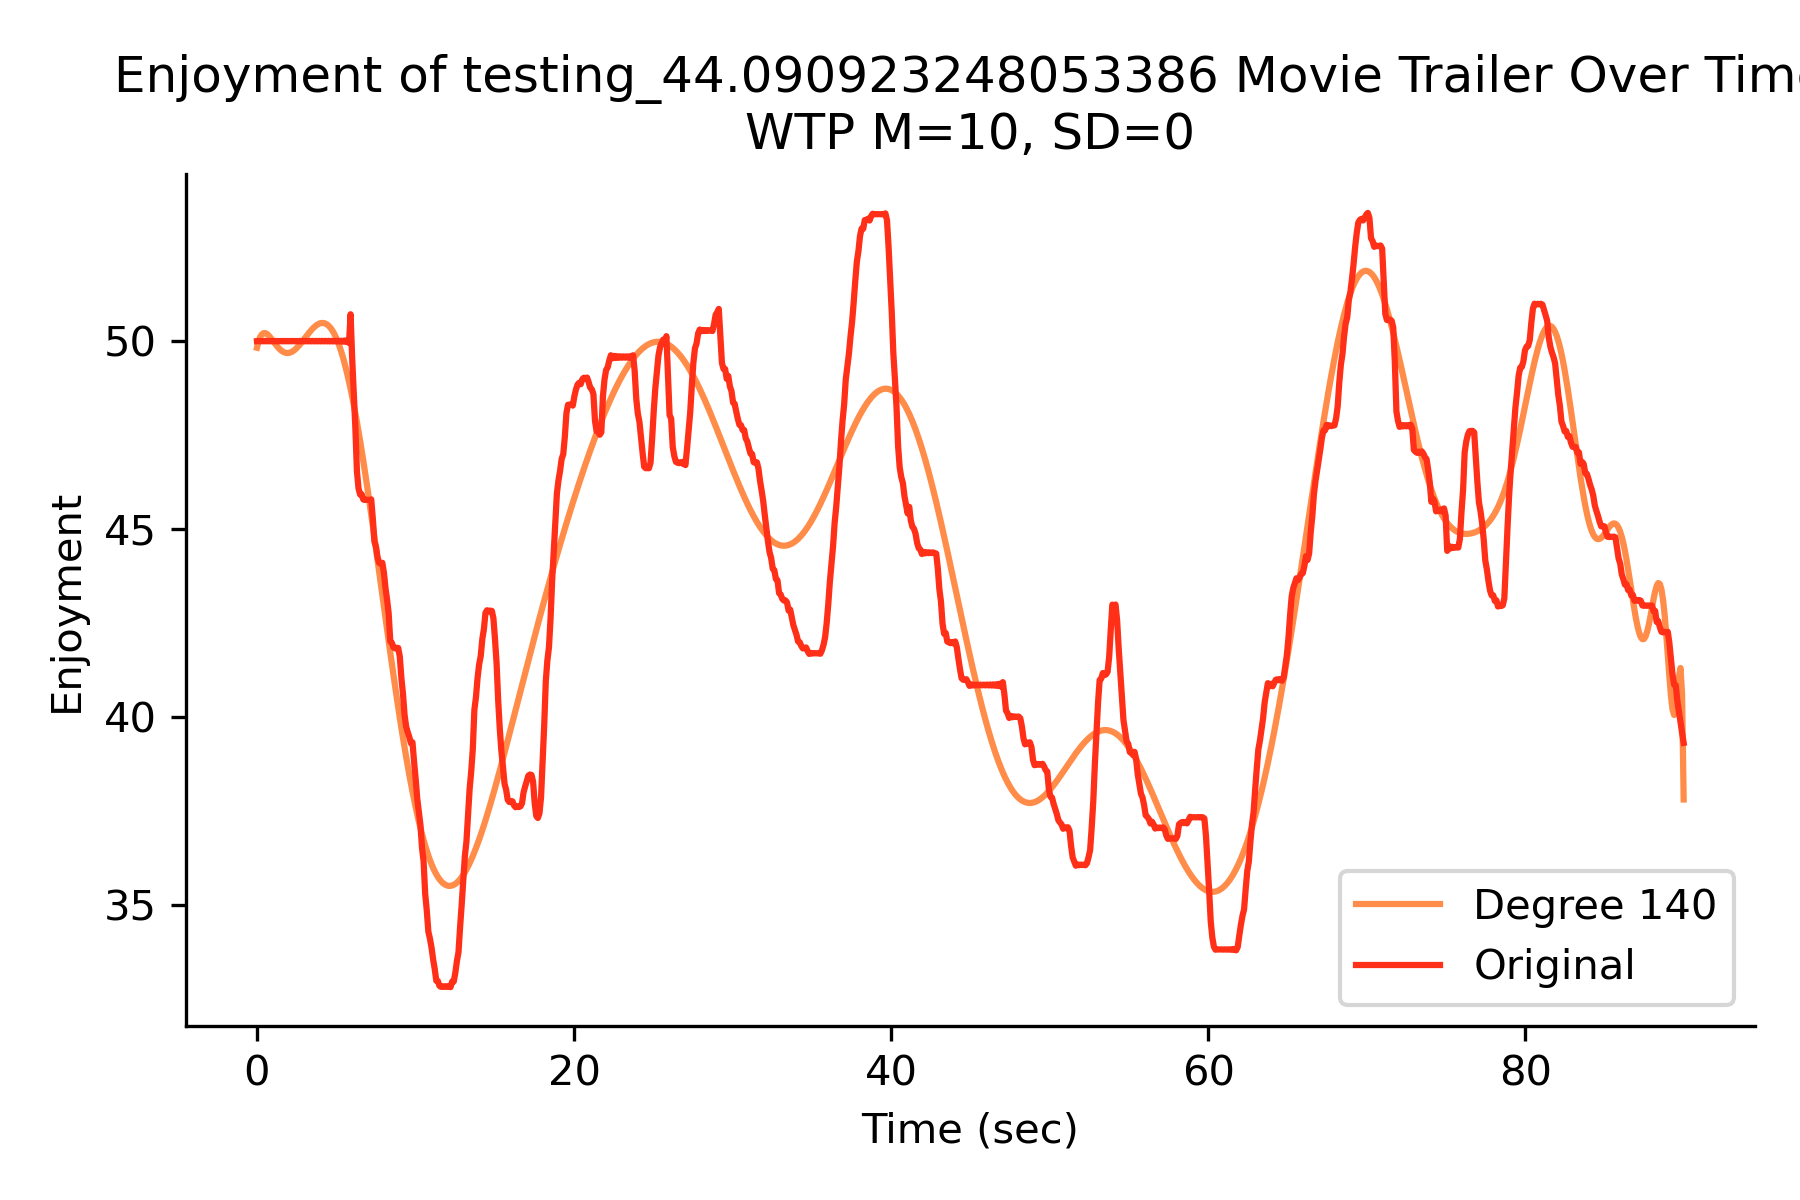 Enjoyment of testing_44.090923248053386 Movie Trailer Over Time
WTP M=10, SD=0
Enjoyment
50
45
40
35
0 20 40 60 80
Time (sec)
Degree 140
Original